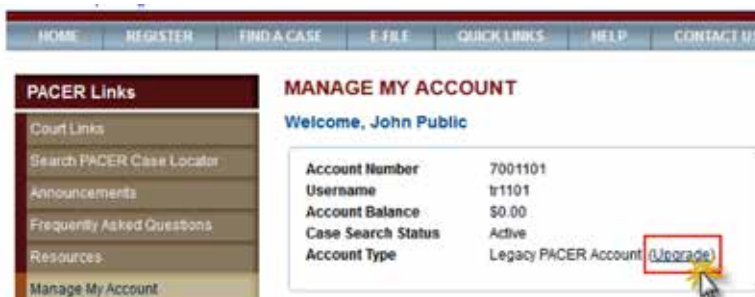 HOME REGISTER FIND A CASE E-FILE QUICK LINKS HELP CONTACT US
PACER Links
Court Links
Search PACER Case Locator
Announcements
Frequently Asked Questions
Resources
Manage My Account
MANAGE MY ACCOUNT
Welcome, John Public
Account Number 7001101
Username tr1101
Account Balance $0.00
Case Search Status Active
Account Type Legacy PACER Account (Upgrade)